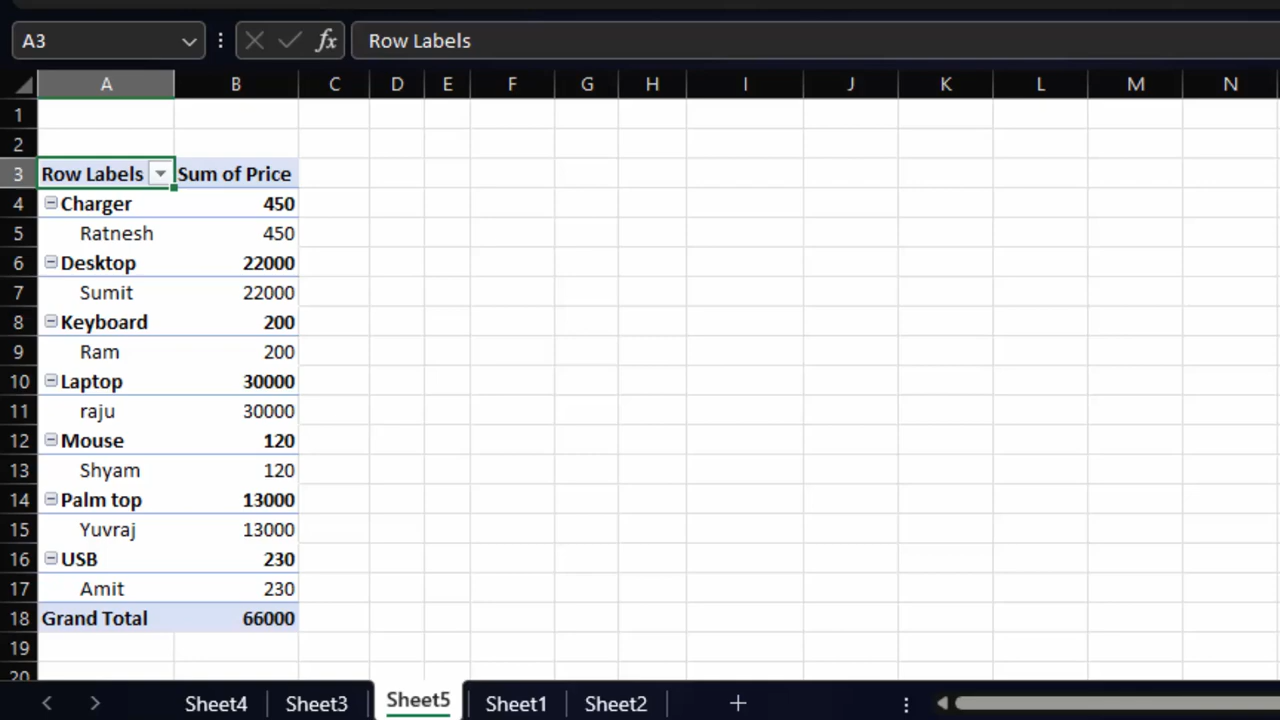 A3 fx Row Labels
A B C D E F G H I J K L M N
1
2
3 Row Labels Sum of Price
4 Charger 450
5 Ratnesh 450
6 Desktop 22000
7 Sumit 22000
8 Keyboard 200
9 Ram 200
10 Laptop 30000
11 raju 30000
12 Mouse 120
13 Shyam 120
14 Palm top 13000
15 Yuvraj 13000
16 USB 230
17 Amit 230
18 Grand Total 66000
19
20
Sheet4 Sheet3 Sheet5 Sheet1 Sheet2